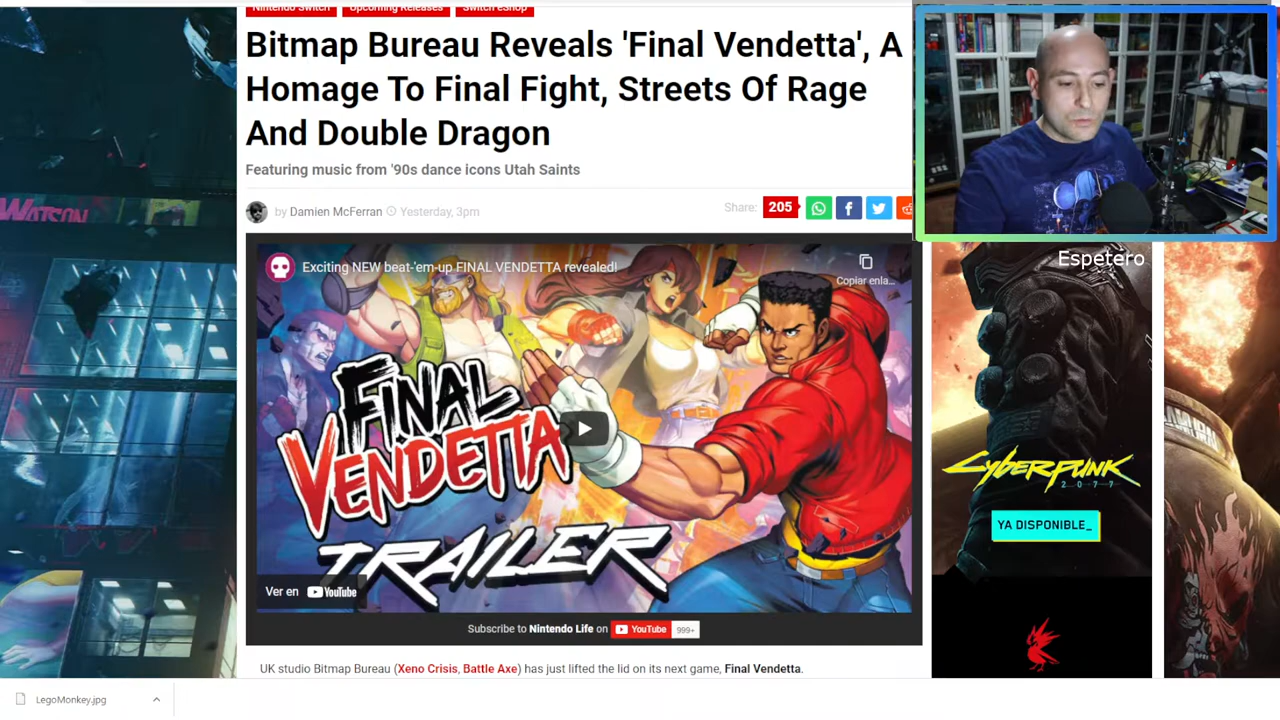 Nintendo Switch Upcoming Releases Switch eShop
Bitmap Bureau Reveals 'Final Vendetta', A
Homage To Final Fight, Streets Of Rage
And Double Dragon
Featuring music from '90s dance icons Utah Saints
by Damien McFerran Yesterday, 3pm
Share: 205
Exciting NEW beat-'em-up FINAL VENDETTA revealed!
Copiar enla...
FINAL
VENDETTA
TRAILER
Ver en YouTube
Subscribe to Nintendo Life on YouTube 999+
UK studio Bitmap Bureau (Xeno Crisis, Battle Axe) has just lifted the lid on its next game, Final Vendetta.
WATSON
Espetero
CYBERPUNK
2077
YA DISPONIBLE_
SAMURAI
LegoMonkey.jpg